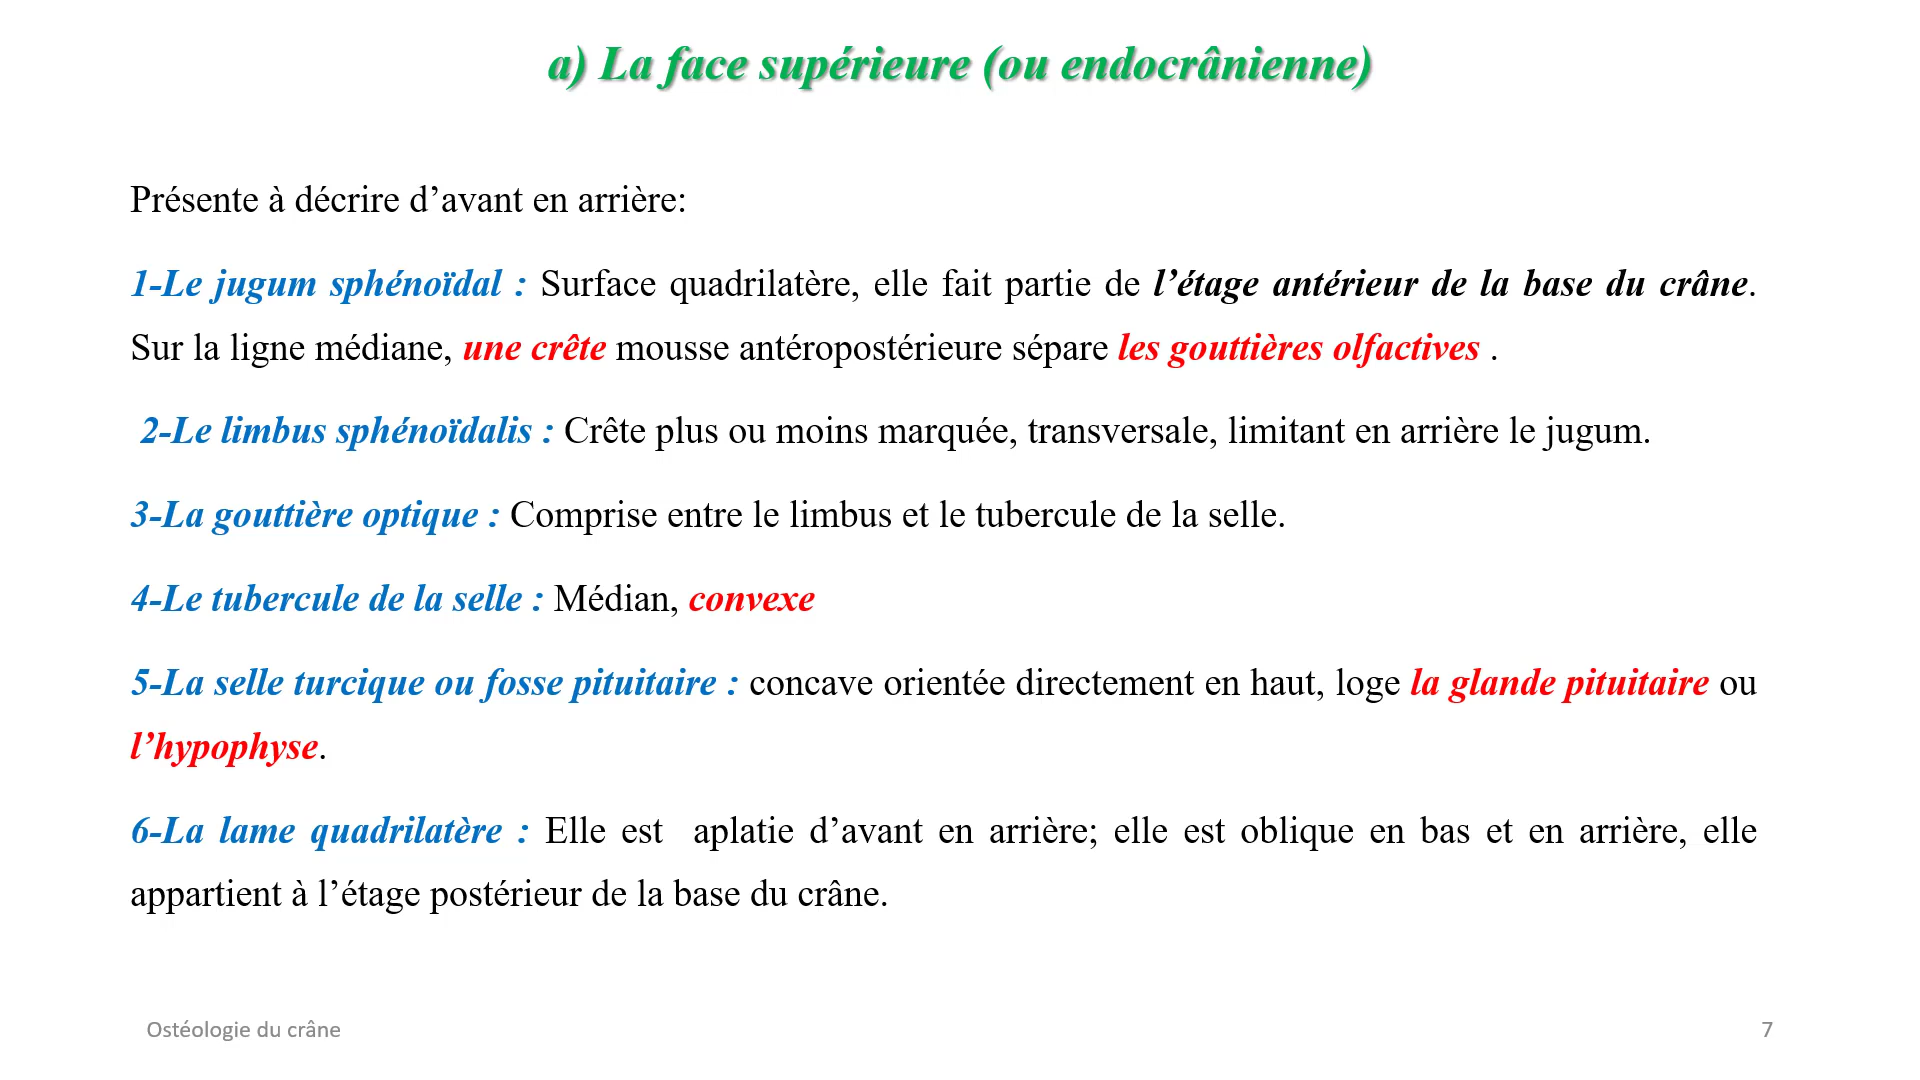 a) La face supérieure (ou endocrânienne)
Présente à décrire d’avant en arrière:
1-Le jugum sphénoïdal : Surface quadrilatère, elle fait partie de l’étage antérieur de la base du crâne.
Sur la ligne médiane, une crête mousse antéropostérieure sépare les gouttières olfactives .
2-Le limbus sphénoïdalis : Crête plus ou moins marquée, transversale, limitant en arrière le jugum.
3-La gouttière optique : Comprise entre le limbus et le tubercule de la selle.
4-Le tubercule de la selle : Médian, convexe
5-La selle turcique ou fosse pituitaire : concave orientée directement en haut, loge la glande pituitaire ou
l’hypophyse.
6-La lame quadrilatère : Elle est  aplatie d’avant en arrière; elle est oblique en bas et en arrière, elle
appartient à l’étage postérieur de la base du crâne.
Ostéologie du crâne
7